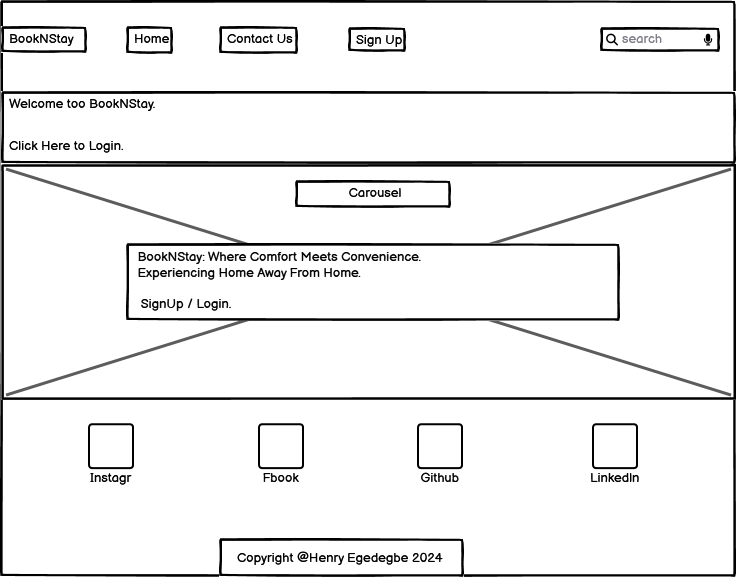 BookNStay Home Contact Us Sign Up search
Welcome too BookNStay.
Click Here to Login.
Carousel
BookNStay: Where Comfort Meets Convenience.
Experiencing Home Away From Home.
SignUp / Login.
Instagr Fbook Github LinkedIn
Copyright @Henry Egedegbe 2024